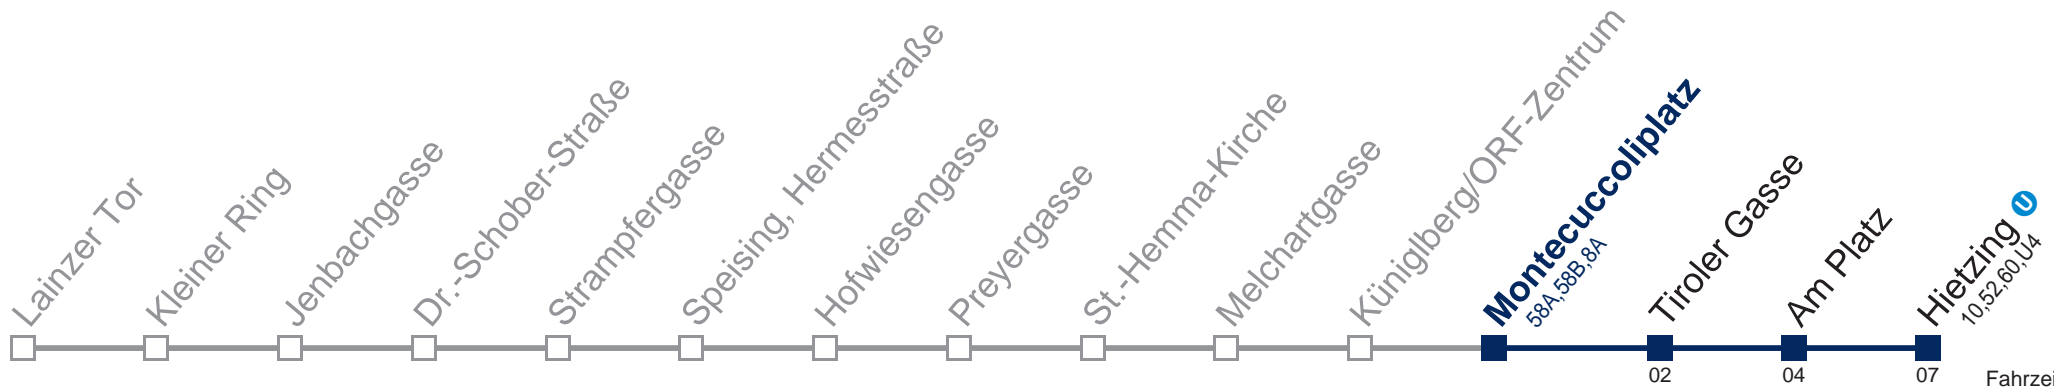 Lainzer Tor
Kleiner Ring
Jenbachgasse
Dr.-Schober-Straße
Strampfergasse
Speising, Hermesstraße
Hofwiesengasse
Preyergasse
St.-Hemma-Kirche
Melchartgasse
Küniglberg/ORF-Zentrum
Montecuccoliplatz
58A,58B,8A
Tiroler Gasse
Am Platz
Hietzing U
10,52,60,U4
02 04 07 Fahrzei